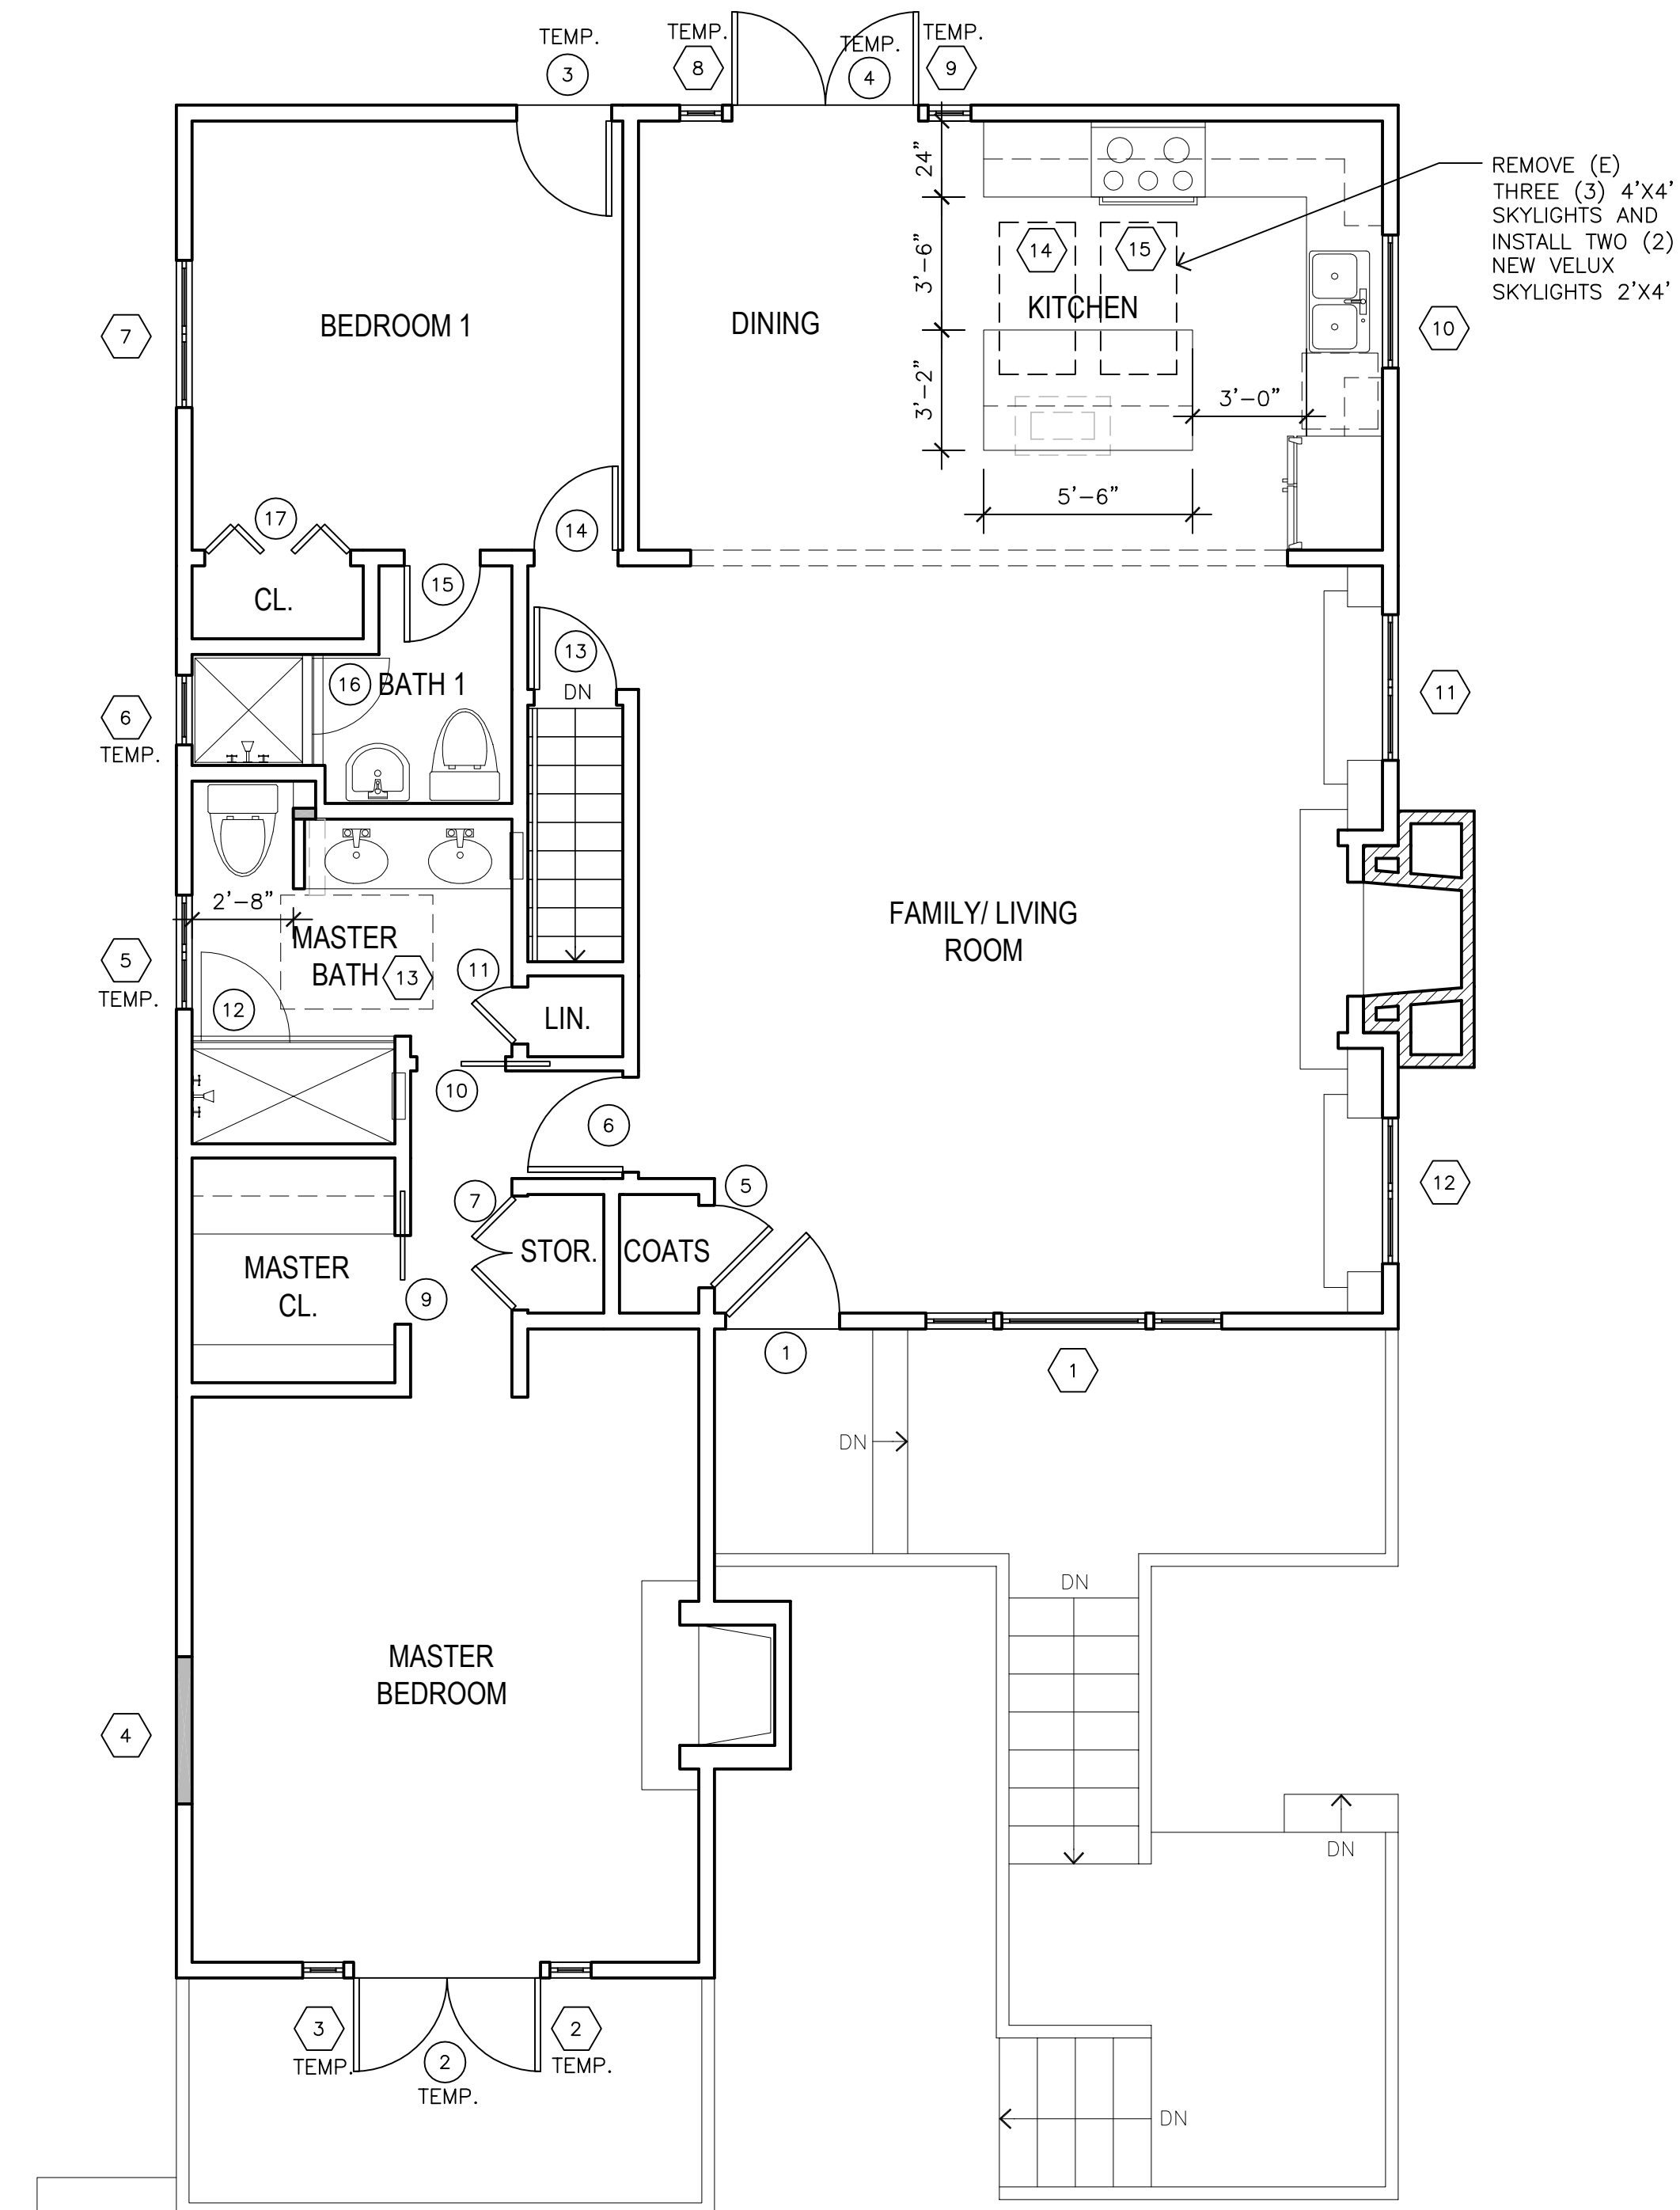 TEMP.
3
TEMP.
8
TEMP.
4
TEMP.
9
24"
REMOVE (E)
THREE (3) 4'X4'
SKYLIGHTS AND
INSTALL TWO (2)
NEW VELUX
SKYLIGHTS 2'X4'
14
15
3'-6"
KITCHEN
DINING
BEDROOM 1
7
10
3'-2"
3'-0"
5'-6"
17
14
15
CL.
13
DN
16
BATH 1
6
TEMP.
11
2'-8"
MASTER
BATH
13
5
TEMP.
11
12
LIN.
FAMILY/ LIVING
ROOM
10
6
7
5
12
STOR.
COATS
MASTER
CL.
9
1
1
DN
DN
MASTER
BEDROOM
4
DN
3
TEMP.
2
TEMP.
2
TEMP.
DN